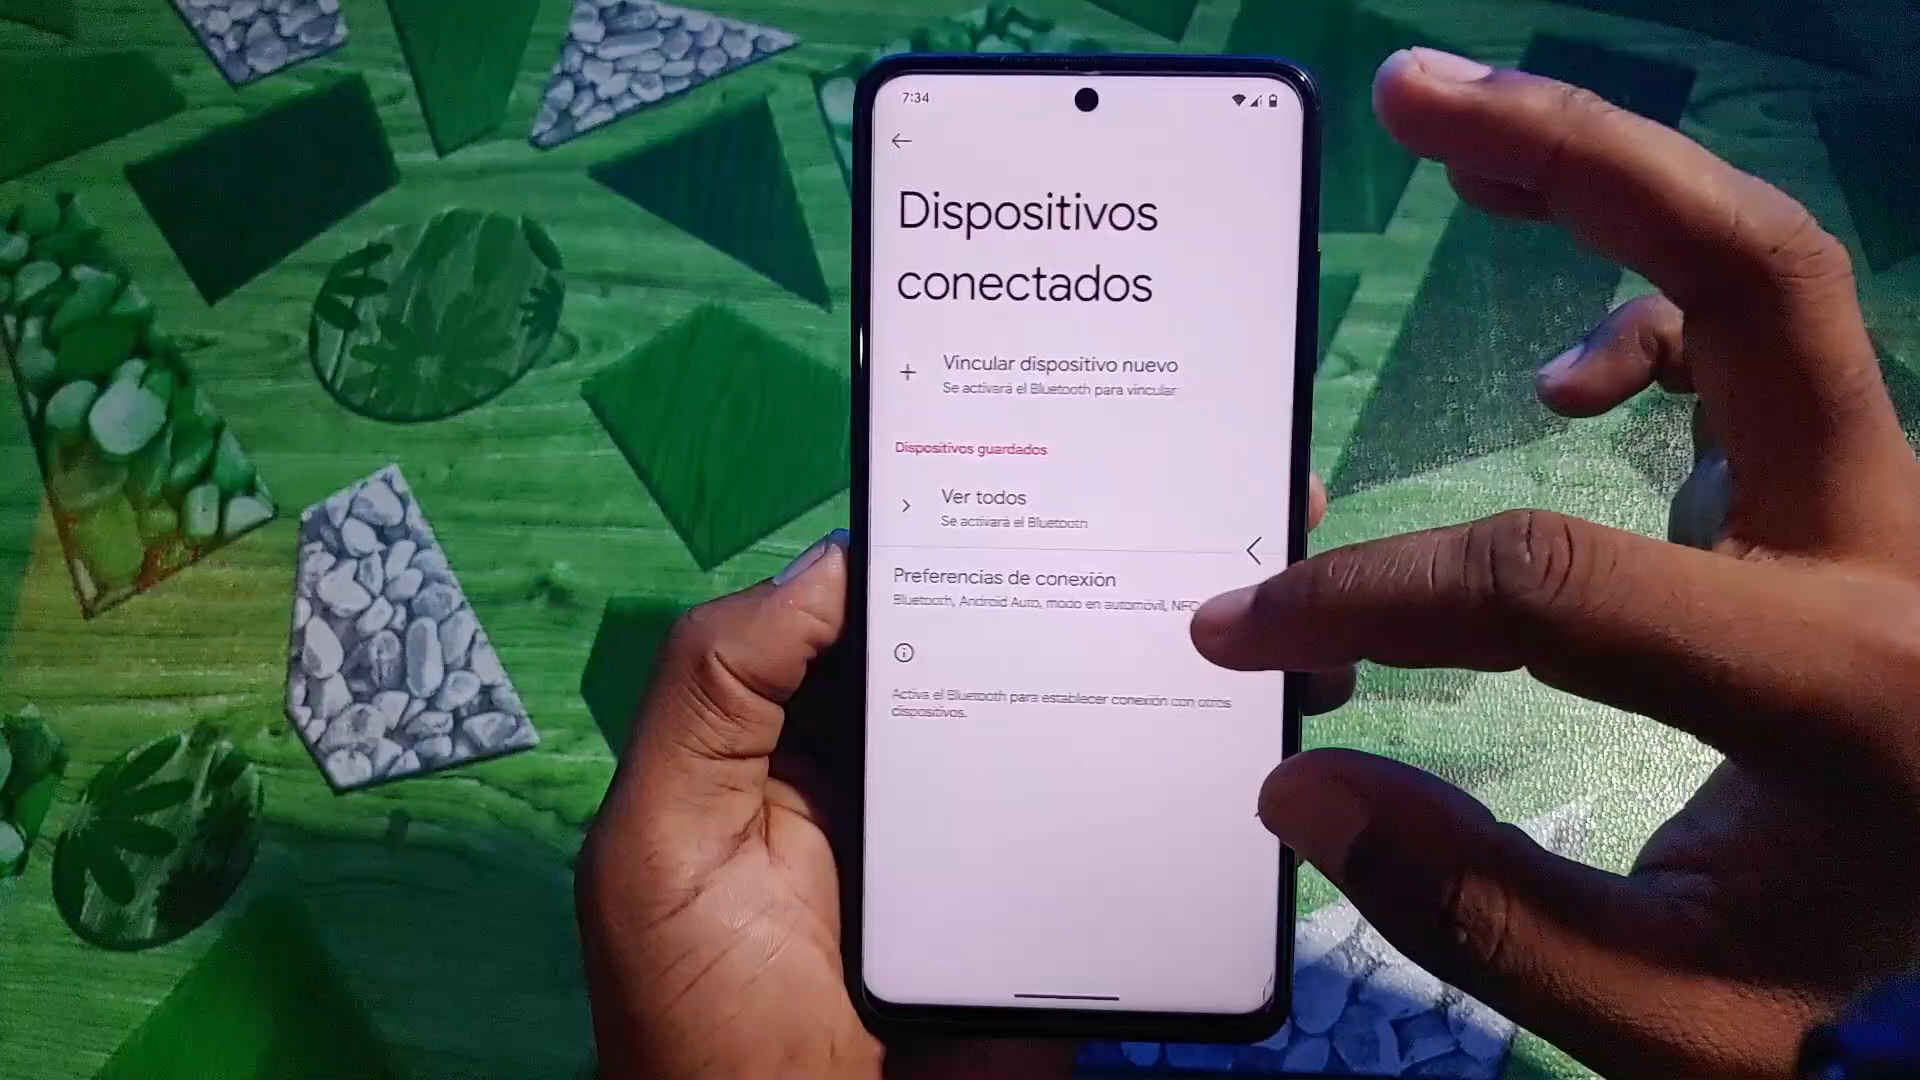 7:34
Dispositivos
conectados
Vincular dispositivo nuevo
Se activará el Bluetooth para vincular
Dispositivos guardados
Ver todos
Se activará el Bluetooth
Preferencias de conexión
Bluetooth, Android Auto, modo en automóvil, NFC
Activa el Bluetooth para establecer conexión con otros
dispositivos.